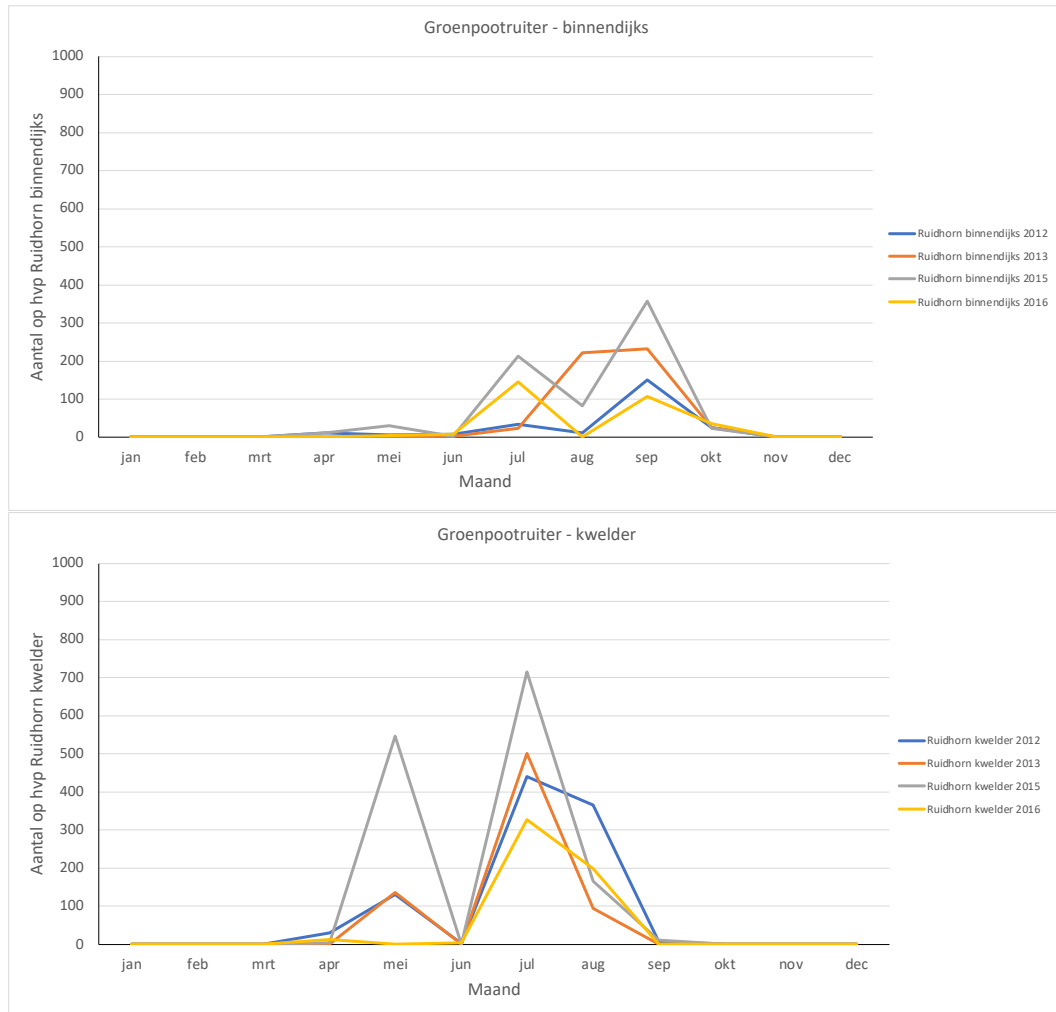 Groenpootruiter - binnendijks
1000
900
800
700
600
500
400
300
200
100
0
Aantal op hvp Ruidhorn binnendijks
jan feb mrt apr mei jun jul aug sep okt nov dec
Maand
Ruidhorn binnendijks 2012
Ruidhorn binnendijks 2013
Ruidhorn binnendijks 2015
Ruidhorn binnendijks 2016
Groenpootruiter - kwelder
1000
900
800
700
600
500
400
300
200
100
0
Aantal op hvp Ruidhorn kwelder
jan feb mrt apr mei jun jul aug sep okt nov dec
Maand
Ruidhorn kwelder 2012
Ruidhorn kwelder 2013
Ruidhorn kwelder 2015
Ruidhorn kwelder 2016